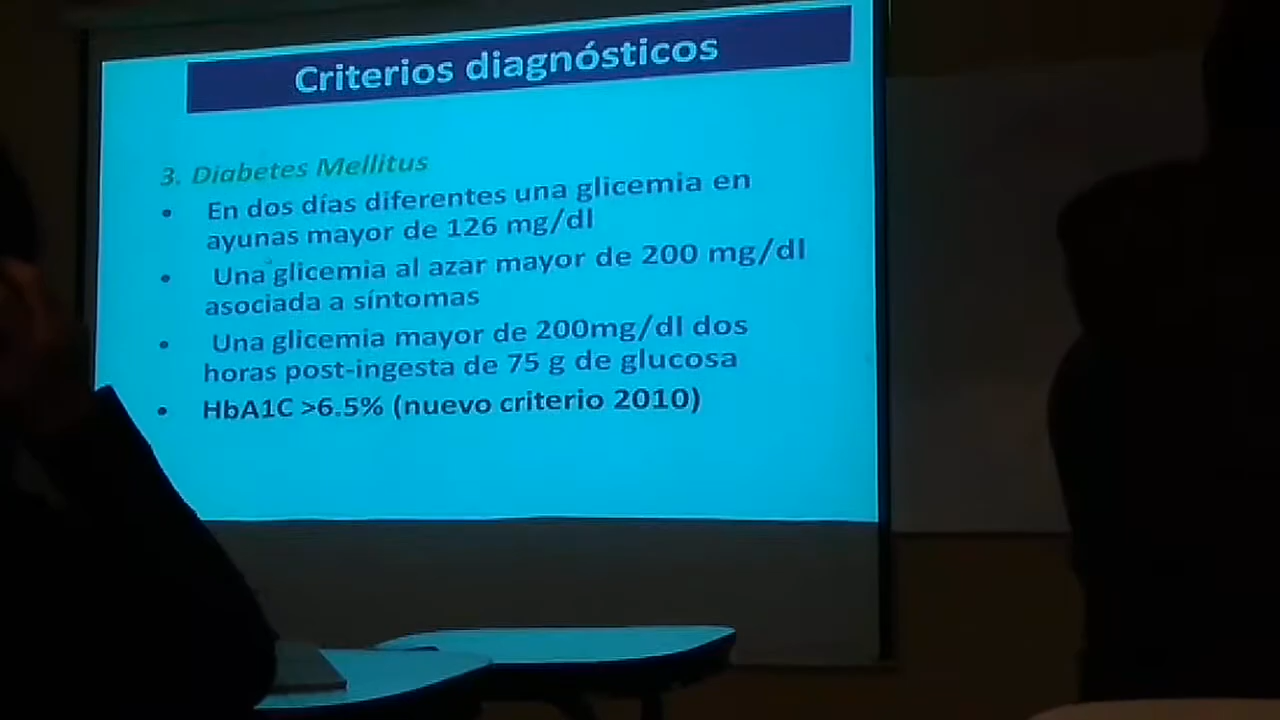 Criterios diagnósticos
3. Diabetes Mellitus
• En dos días diferentes una glicemia en
ayunas mayor de 126 mg/dl
• Una glicemia al azar mayor de 200 mg/dl
asociada a síntomas
• Una glicemia mayor de 200mg/dl dos
horas post-ingesta de 75 g de glucosa
• HbA1C >6.5% (nuevo criterio 2010)